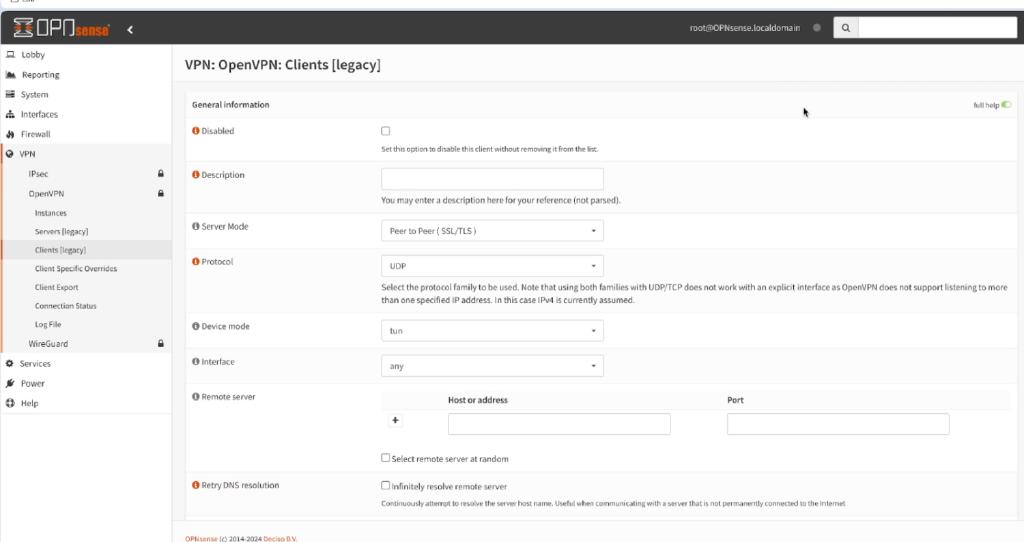 OPNsense
root@OPNsense.localdomain
Lobby
Reporting
System
Interfaces
Firewall
VPN
IPsec
OpenVPN
Instances
Servers [legacy]
Clients [legacy]
Client Specific Overrides
Client Export
Connection Status
Log File
WireGuard
Services
Power
Help
VPN: OpenVPN: Clients [legacy]
General information
full help
Disabled
Set this option to disable this client without removing it from the list.
Description
You may enter a description here for your reference (not parsed).
Server Mode
Peer to Peer ( SSL/TLS )
Protocol
UDP
Select the protocol family to be used. Note that using both families with UDP/TCP does not work with an explicit interface as OpenVPN does not support listening to more
than one specified IP address. In this case IPv4 is currently assumed.
Device mode
tun
Interface
any
Remote server
Host or address Port
Select remote server at random
Retry DNS resolution
Infinitely resolve remote server
Continuously attempt to resolve the server host name. Useful when communicating with a server that is not permanently connected to the Internet
OPNsense (c) 2014-2024 Deciso B.V.